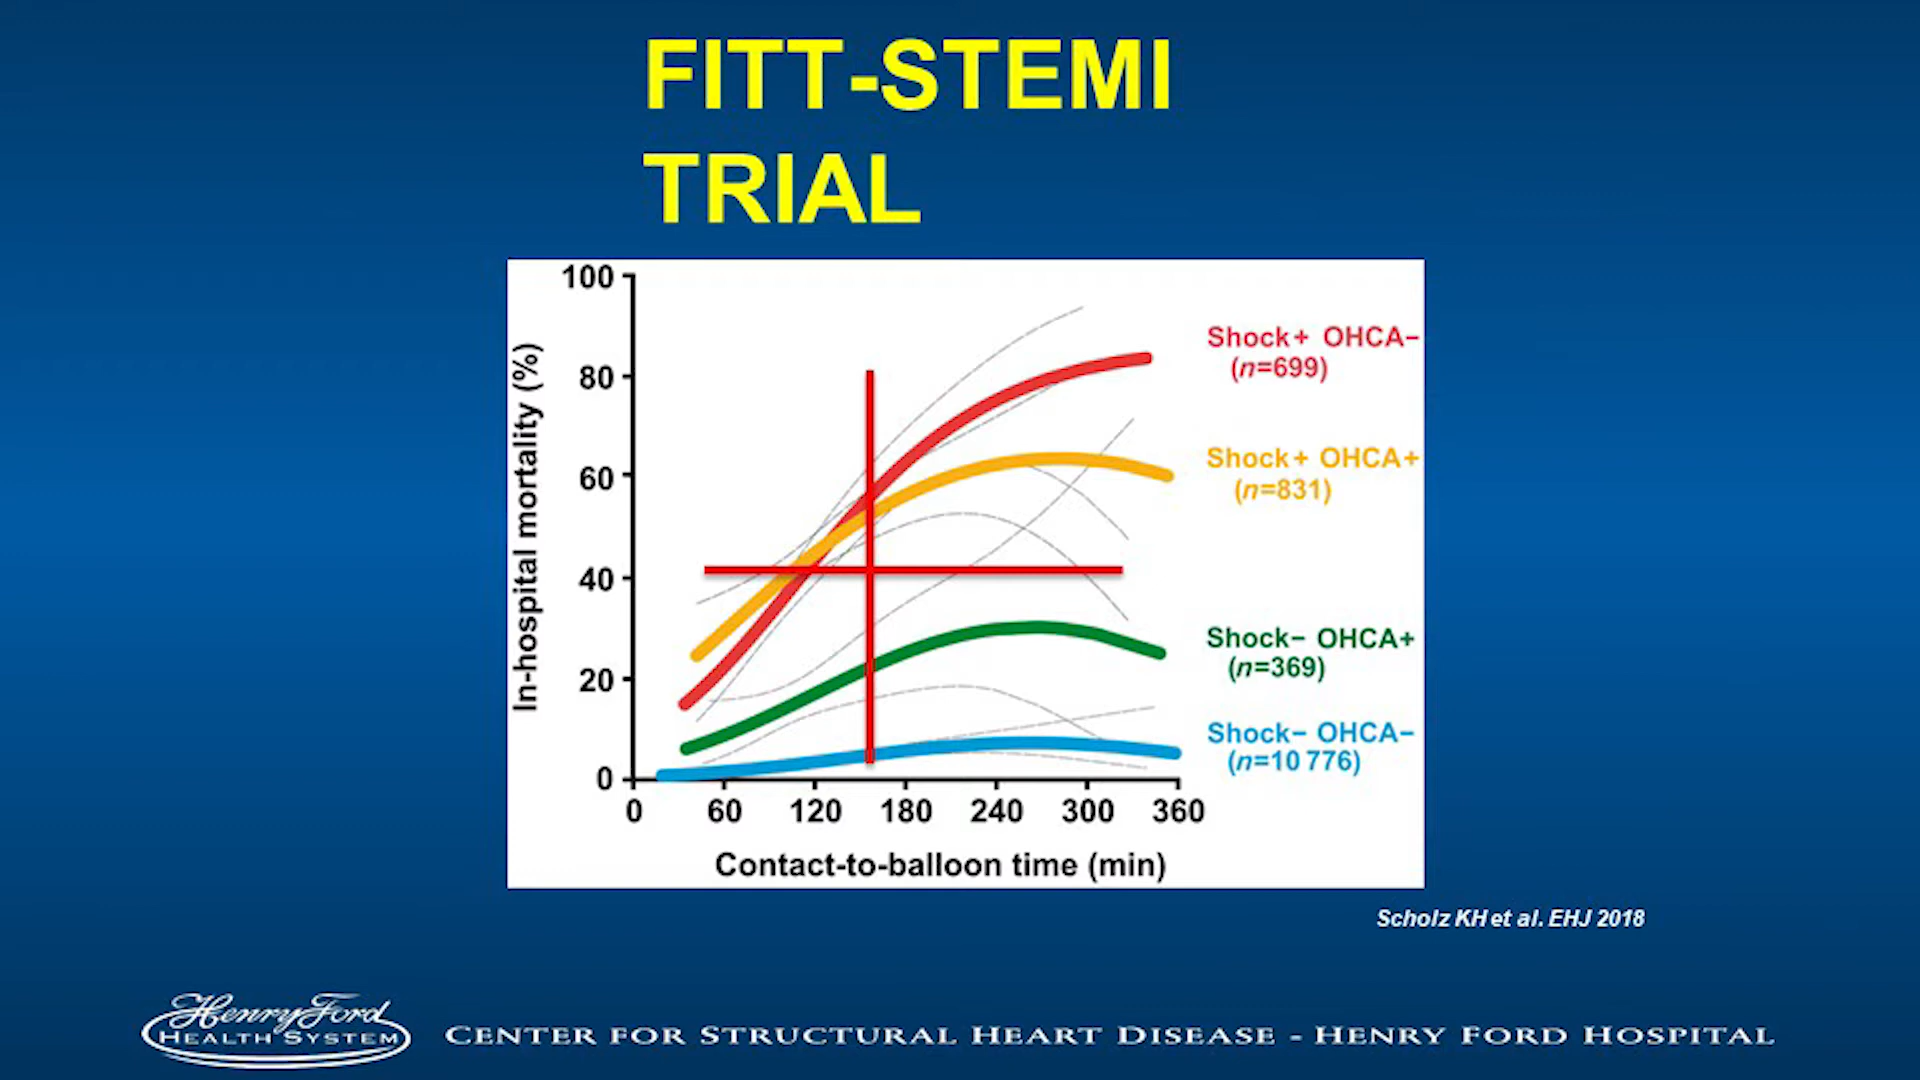 FITT-STEMI
TRIAL
100
80
60
40
20
0
In-hospital mortality (%)
0 60 120 180 240 300 360
Contact-to-balloon time (min)
Shock+ OHCA−
(n=699)
Shock+ OHCA+
(n=831)
Shock− OHCA+
(n=369)
Shock− OHCA−
(n=10 776)
Scholz KH et al. EHJ 2018
Henry Ford
HEALTH SYSTEM
CENTER FOR STRUCTURAL HEART DISEASE - HENRY FORD HOSPITAL